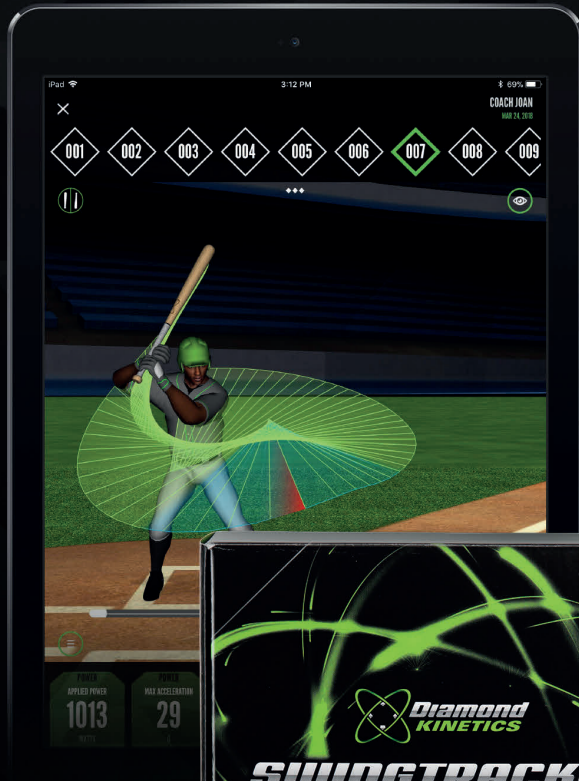 iPad
3:12 PM
69%
COACH JOAN
MAR 24, 2018
001 002 003 004 005 006 007 008 009
POWER
APPLIED POWER
1013
WATTS
POWER
MAX ACCELERATION
29
Diamond
KINETICS